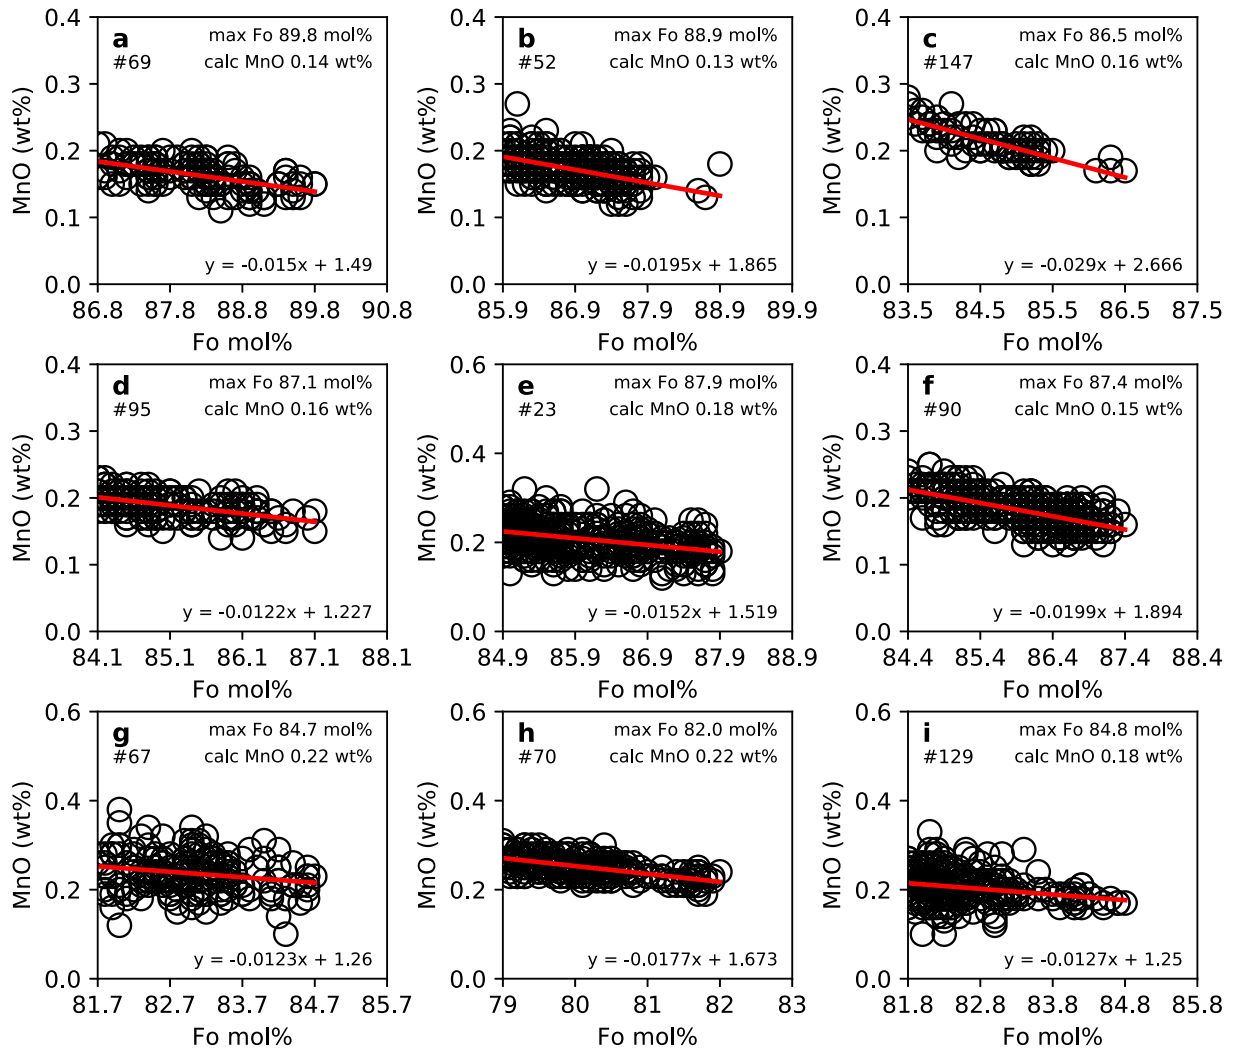 a
#69
max Fo 89.8 mol%
calc MnO 0.14 wt%
y = -0.015x + 1.49
0.4
0.3
0.2
0.1
0.0
MnO (wt%)
86.8 87.8 88.8 89.8 90.8
Fo mol%
b
#52
max Fo 88.9 mol%
calc MnO 0.13 wt%
y = -0.0195x + 1.865
0.4
0.3
0.2
0.1
0.0
MnO (wt%)
85.9 86.9 87.9 88.9 89.9
Fo mol%
c
#147
max Fo 86.5 mol%
calc MnO 0.16 wt%
y = -0.029x + 2.666
0.4
0.3
0.2
0.1
0.0
MnO (wt%)
83.5 84.5 85.5 86.5 87.5
Fo mol%
d
#95
max Fo 87.1 mol%
calc MnO 0.16 wt%
y = -0.0122x + 1.227
0.4
0.3
0.2
0.1
0.0
MnO (wt%)
84.1 85.1 86.1 87.1 88.1
Fo mol%
e
#23
max Fo 87.9 mol%
calc MnO 0.18 wt%
y = -0.0152x + 1.519
0.6
0.4
0.2
0.0
MnO (wt%)
84.9 85.9 86.9 87.9 88.9
Fo mol%
f
#90
max Fo 87.4 mol%
calc MnO 0.15 wt%
y = -0.0199x + 1.894
0.4
0.3
0.2
0.1
0.0
MnO (wt%)
84.4 85.4 86.4 87.4 88.4
Fo mol%
g
#67
max Fo 84.7 mol%
calc MnO 0.22 wt%
y = -0.0123x + 1.26
0.6
0.4
0.2
0.0
MnO (wt%)
81.7 82.7 83.7 84.7 85.7
Fo mol%
h
#70
max Fo 82.0 mol%
calc MnO 0.22 wt%
y = -0.0177x + 1.673
0.6
0.4
0.2
0.0
MnO (wt%)
79 80 81 82 83
Fo mol%
i
#129
max Fo 84.8 mol%
calc MnO 0.18 wt%
y = -0.0127x + 1.25
0.6
0.4
0.2
0.0
MnO (wt%)
81.8 82.8 83.8 84.8 85.8
Fo mol%